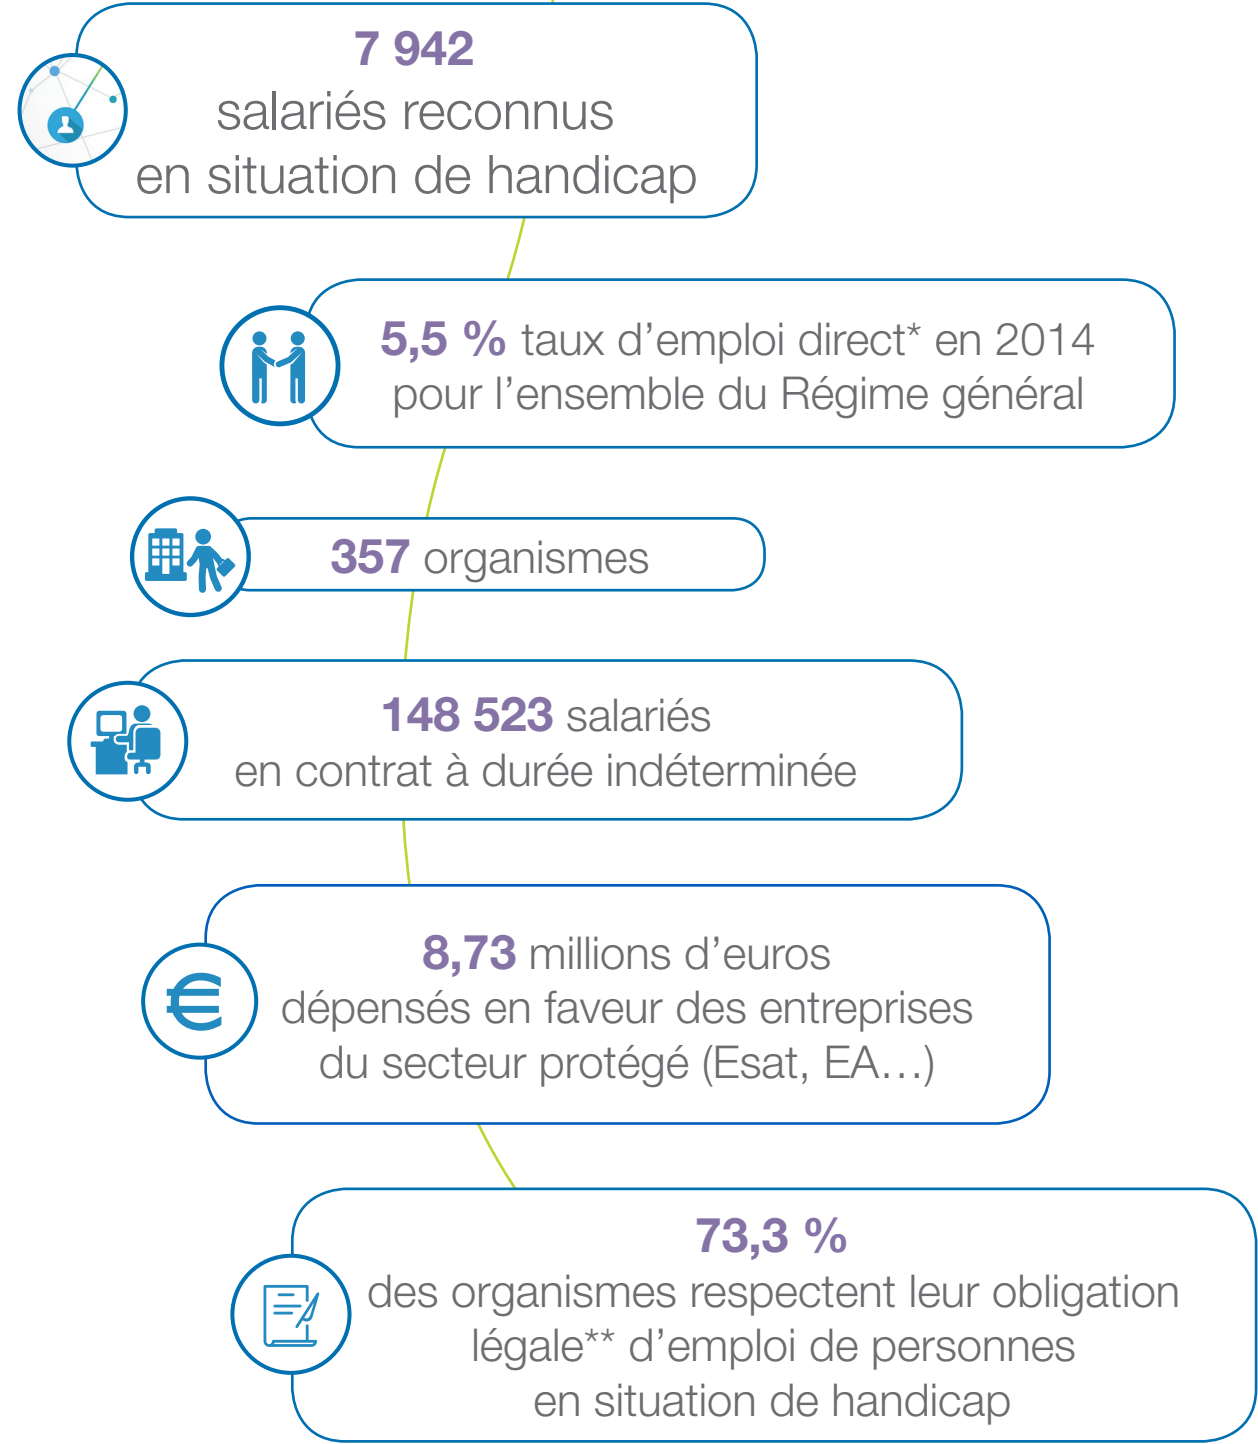 7 942
salariés reconnus
en situation de handicap
5,5 % taux d’emploi direct* en 2014
pour l’ensemble du Régime général
357 organismes
148 523 salariés
en contrat à durée indéterminée
8,73 millions d’euros
dépensés en faveur des entreprises
du secteur protégé (Esat, EA…)
73,3 %
des organismes respectent leur obligation
légale** d’emploi de personnes
en situation de handicap